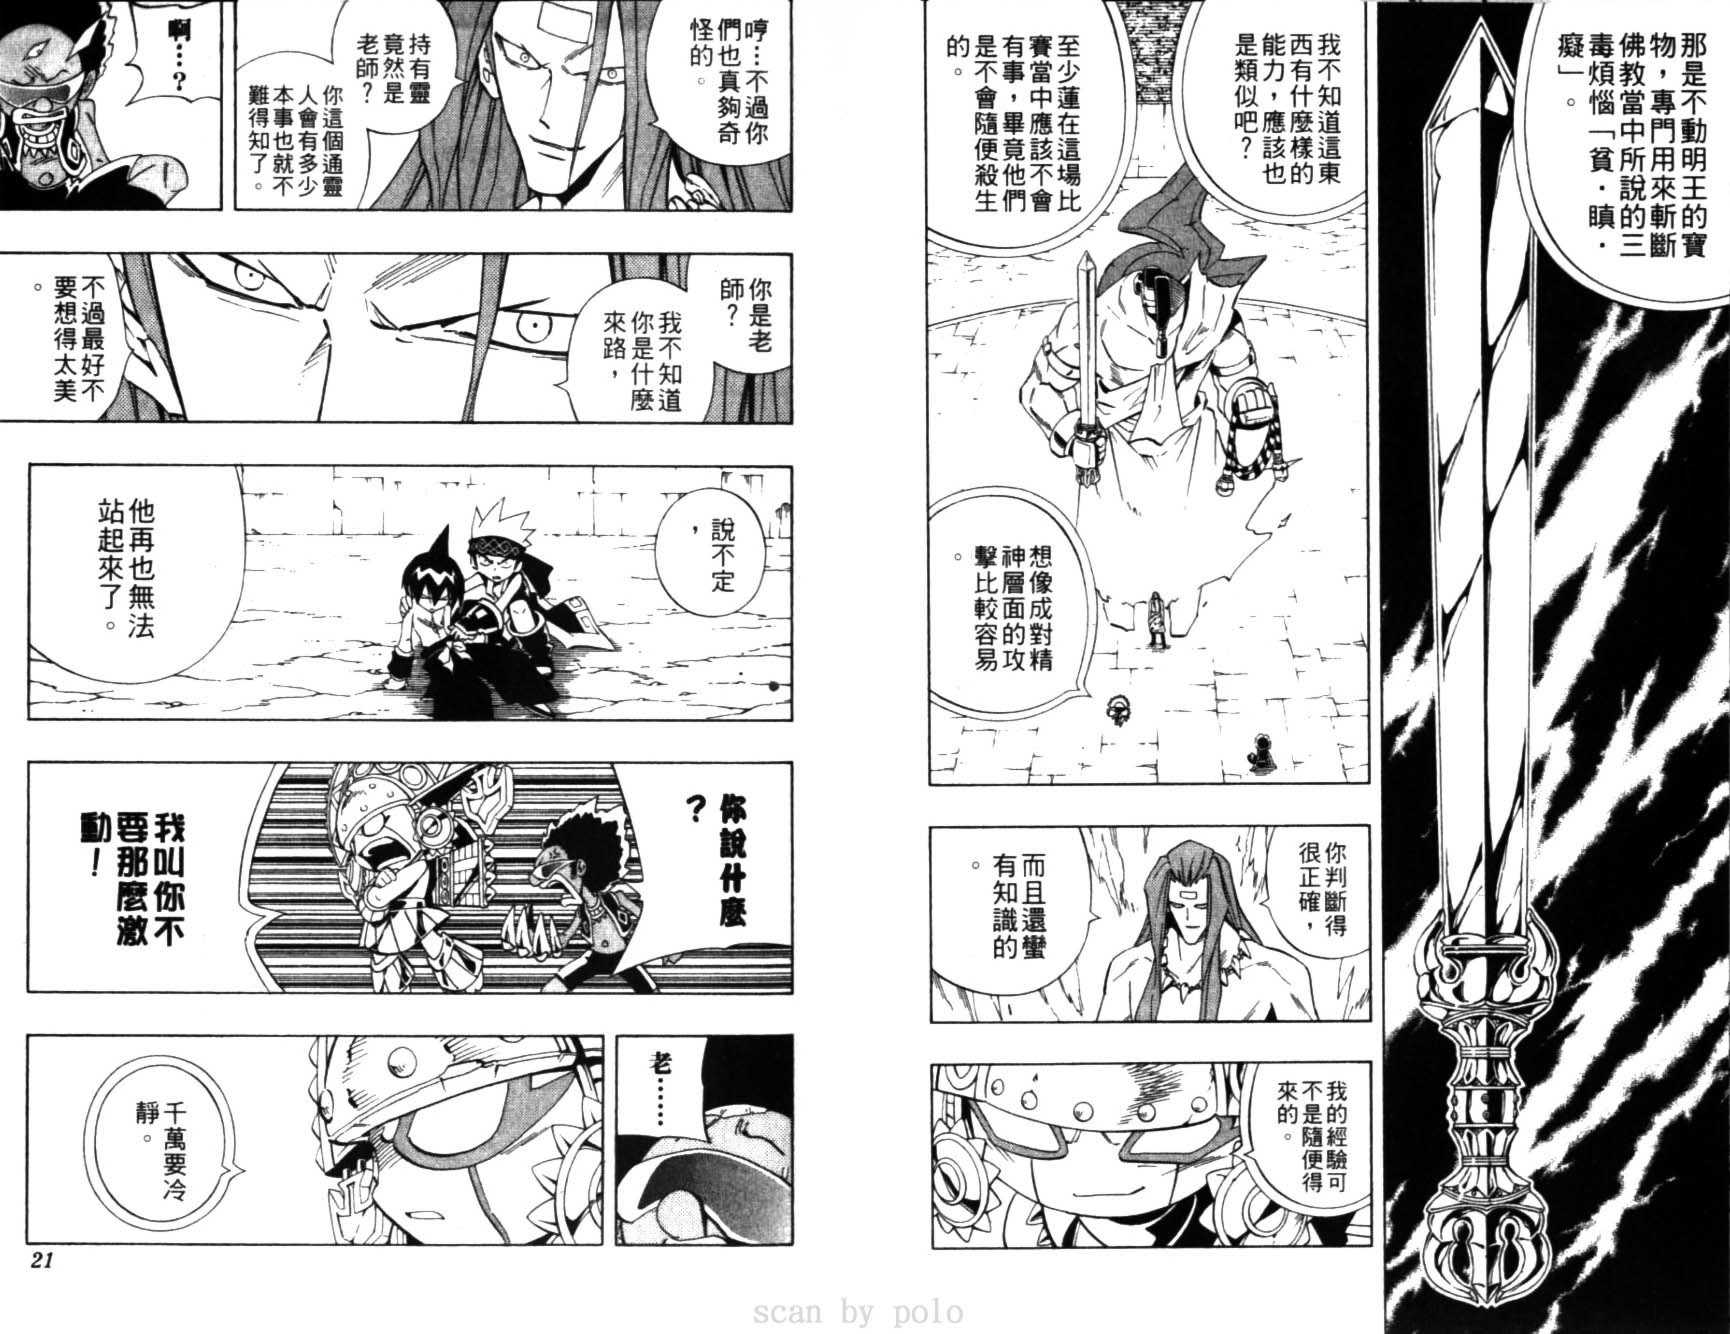 那是不動明王的寶
物，專門用來斬斷
佛教當中所說的三
毒煩惱「貪．瞋．
癡」。
我不知道這東
西有什麼樣的
能力，應該也
是類似吧？
至少蓮在這場比
賽當中應該不會
有事，畢竟他們
是不會隨便殺生
的。
想像成對精
神層面的攻
擊比較容易
。
你判斷得
很正確，
而且還蠻
有知識的
。
我的經驗可
不是隨便得
來的。
哼…不過你
們也真夠奇
怪的。
持有靈
竟然是
老師？
你這個通靈
人會有多少
本事也就不
難得知了。
啊…？
你是老
師？
我不知道
你是什麼
來路，
不過最好不
要想得太美
。
說不定
，
他再也無法
站起來了。
你說什麼
？
我叫你不
要那麼激
動！
老……
千萬要冷
靜。
21
scan by polo